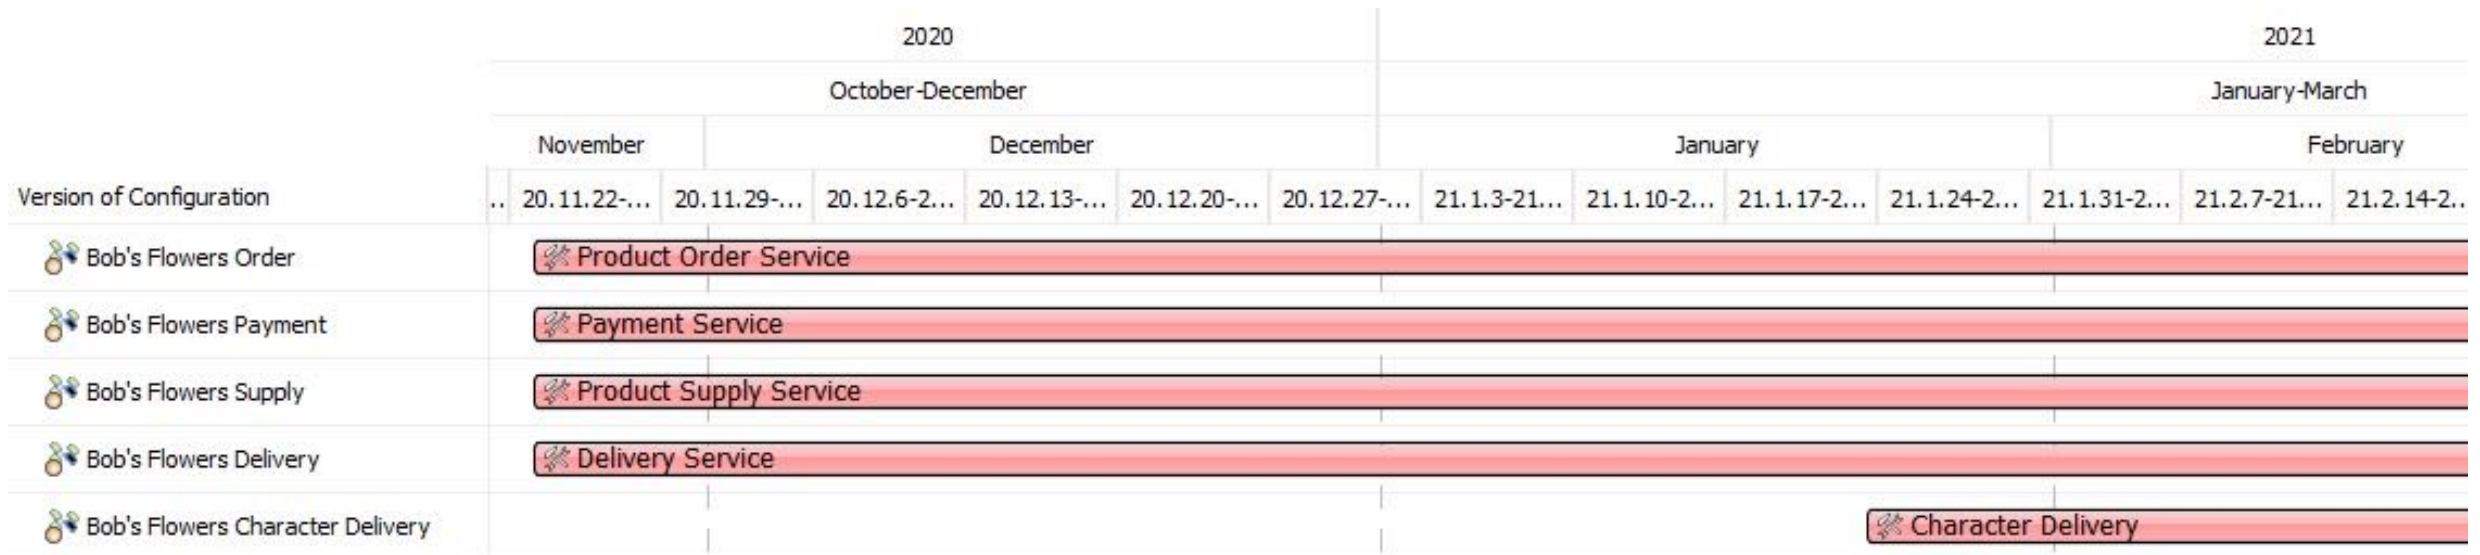 2020 2021
October-December January-March
November December January February
Version of Configuration .. 20.11.22-... 20.11.29-... 20.12.6-2... 20.12.13-... 20.12.20-... 20.12.27-... 21.1.3-21... 21.1.10-2... 21.1.17-2... 21.1.24-2... 21.1.31-2... 21.2.7-21... 21.2.14-2..
Bob's Flowers Order Product Order Service
Bob's Flowers Payment Payment Service
Bob's Flowers Supply Product Supply Service
Bob's Flowers Delivery Delivery Service
Bob's Flowers Character Delivery Character Delivery